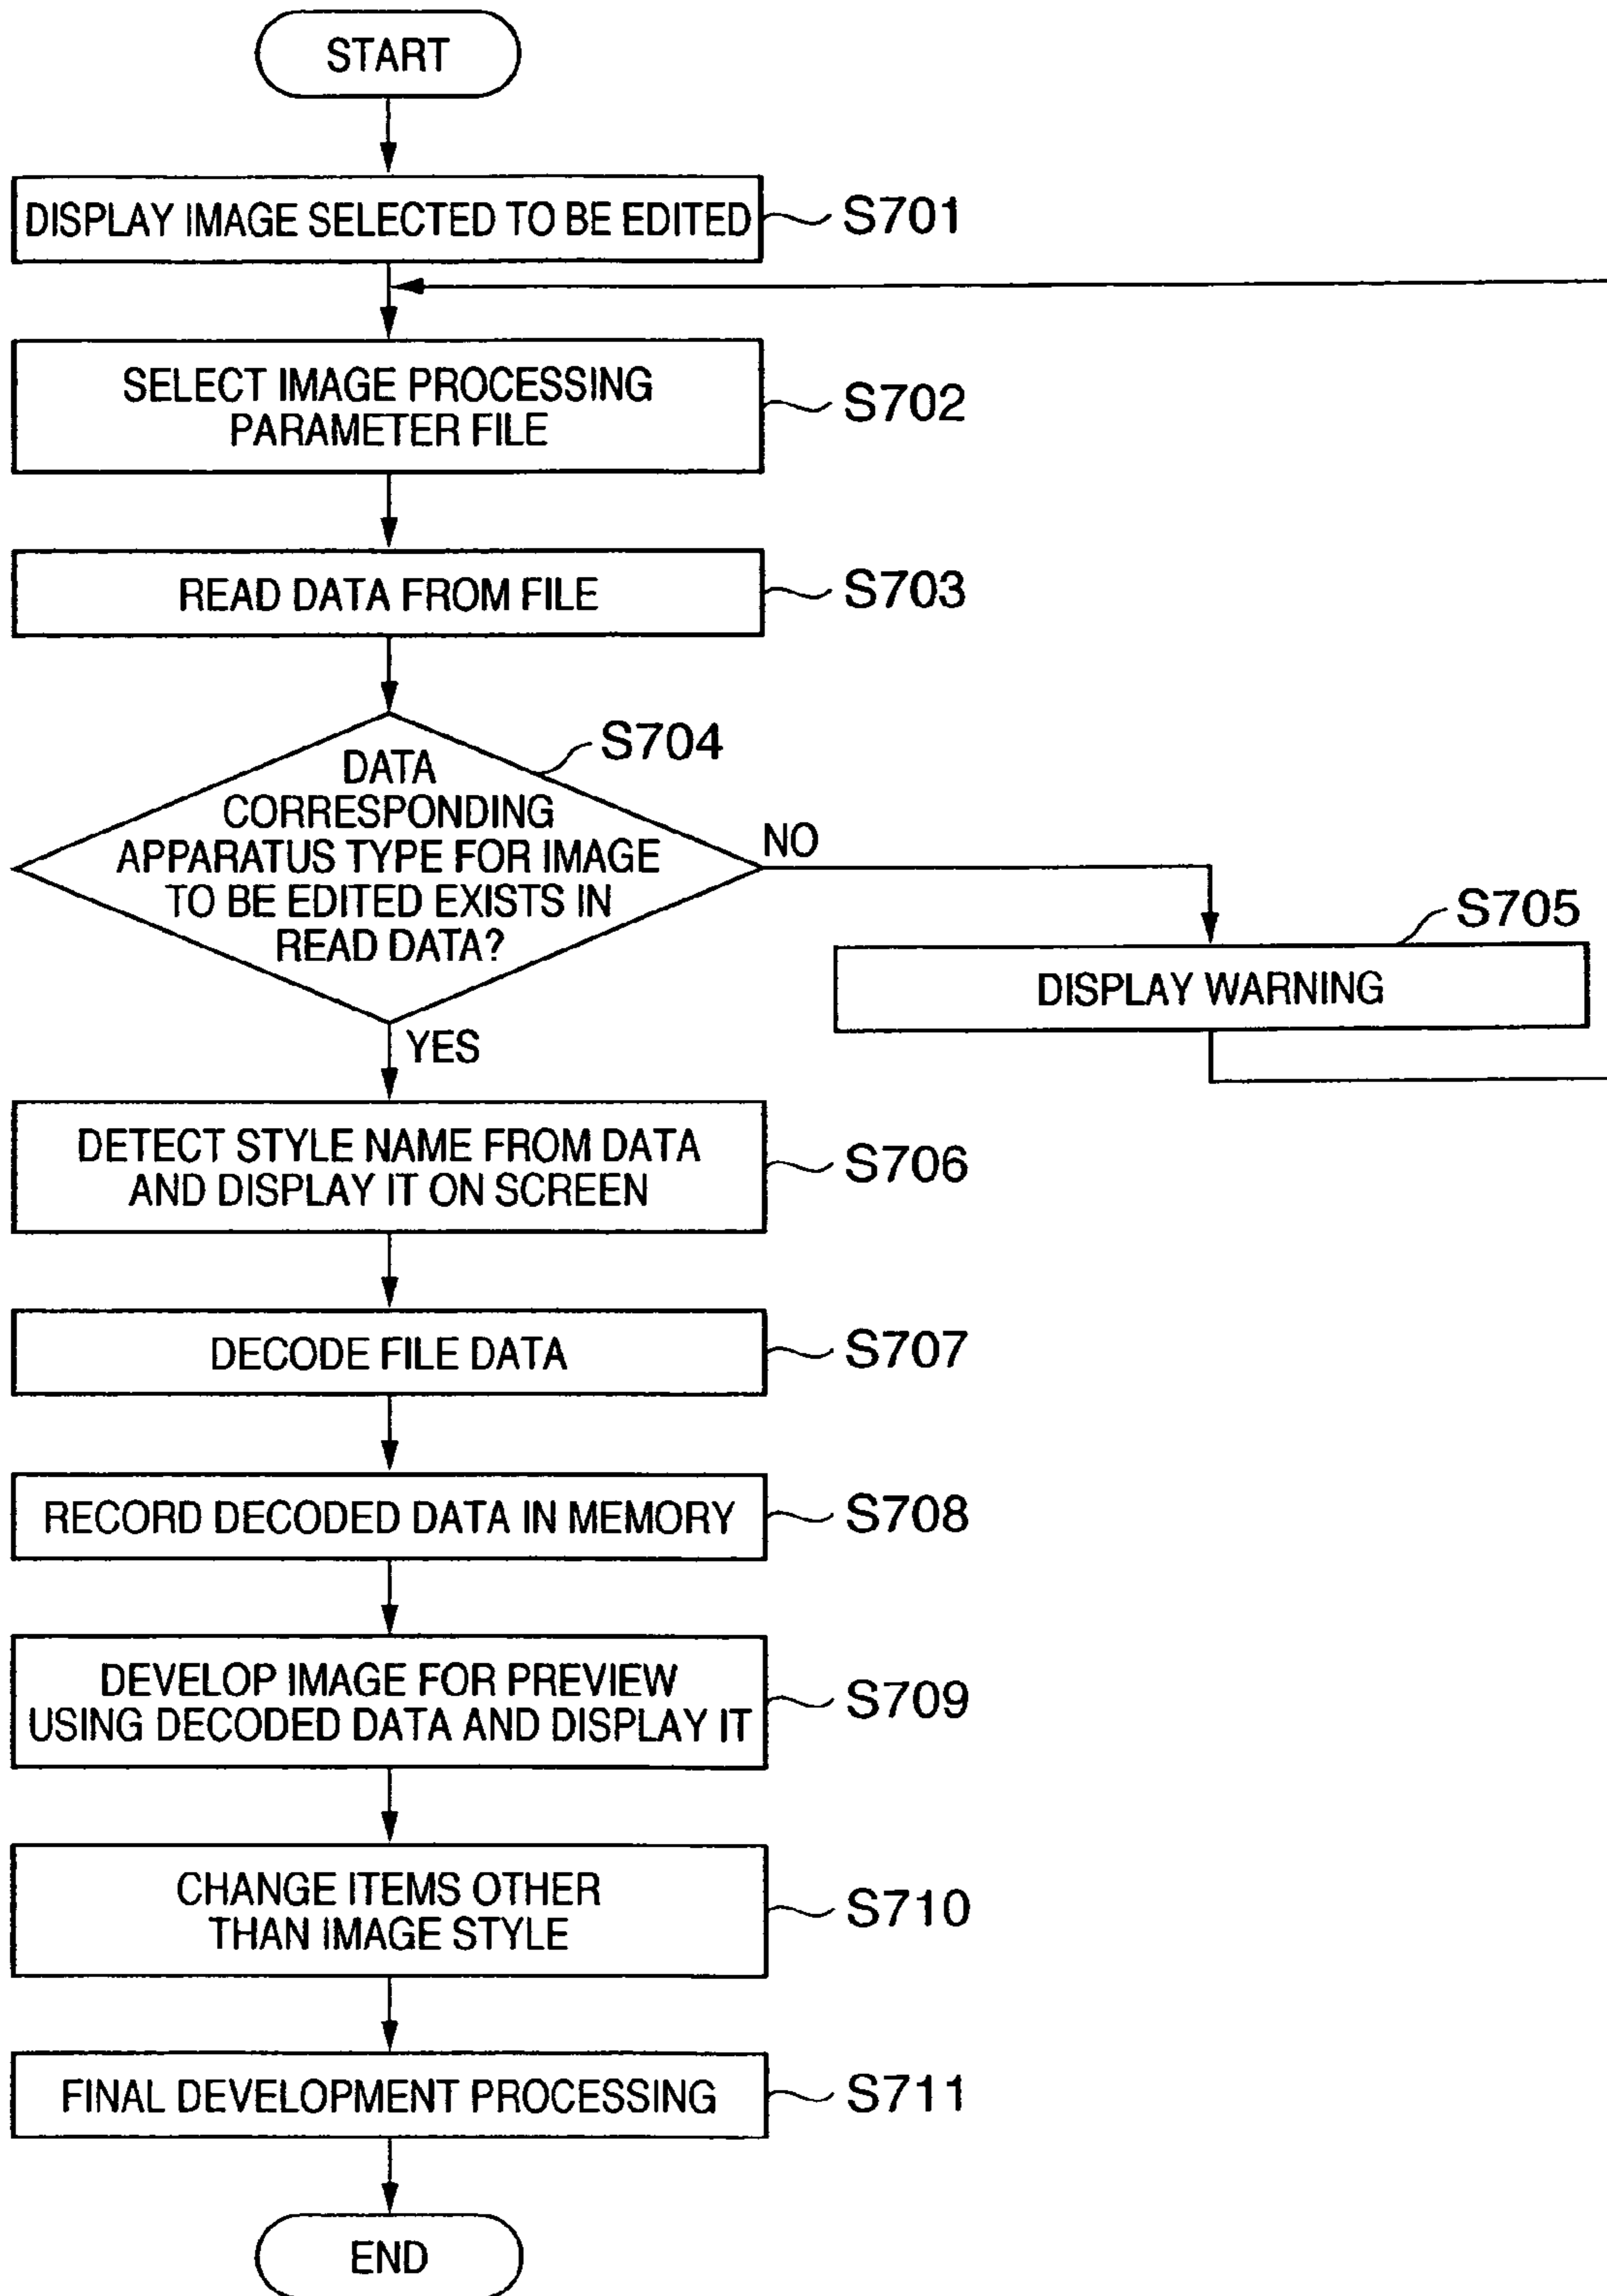 START
DISPLAY IMAGE SELECTED TO BE EDITED
S701
SELECT IMAGE PROCESSING
PARAMETER FILE
S702
READ DATA FROM FILE
S703
S704
DATA
CORRESPONDING
APPARATUS TYPE FOR IMAGE
TO BE EDITED EXISTS IN
READ DATA?
NO
S705
DISPLAY WARNING
YES
DETECT STYLE NAME FROM DATA
AND DISPLAY IT ON SCREEN
S706
DECODE FILE DATA
S707
RECORD DECODED DATA IN MEMORY
S708
DEVELOP IMAGE FOR PREVIEW
USING DECODED DATA AND DISPLAY IT
S709
CHANGE ITEMS OTHER
THAN IMAGE STYLE
S710
FINAL DEVELOPMENT PROCESSING
S711
END